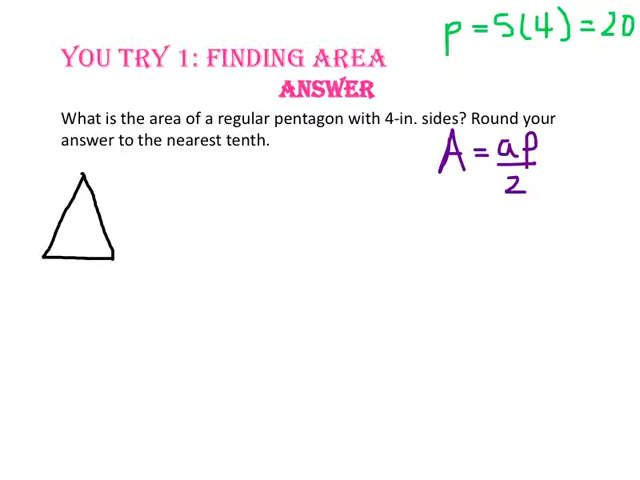 p = 5(4) = 20
YOU TRY 1: FINDING AREA
ANSWER
What is the area of a regular pentagon with 4-in. sides? Round your
answer to the nearest tenth.
A = ap/2